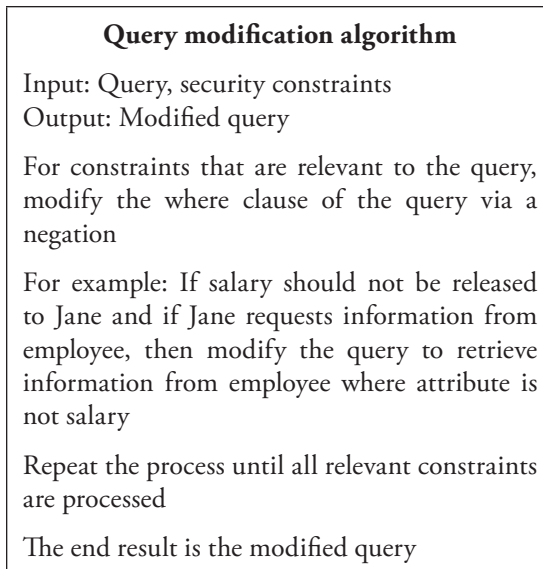 Query modification algorithm
Input: Query, security constraints
Output: Modified query
For constraints that are relevant to the query,
modify the where clause of the query via a
negation
For example: If salary should not be released
to Jane and if Jane requests information from
employee, then modify the query to retrieve
information from employee where attribute is
not salary
Repeat the process until all relevant constraints
are processed
The end result is the modified query